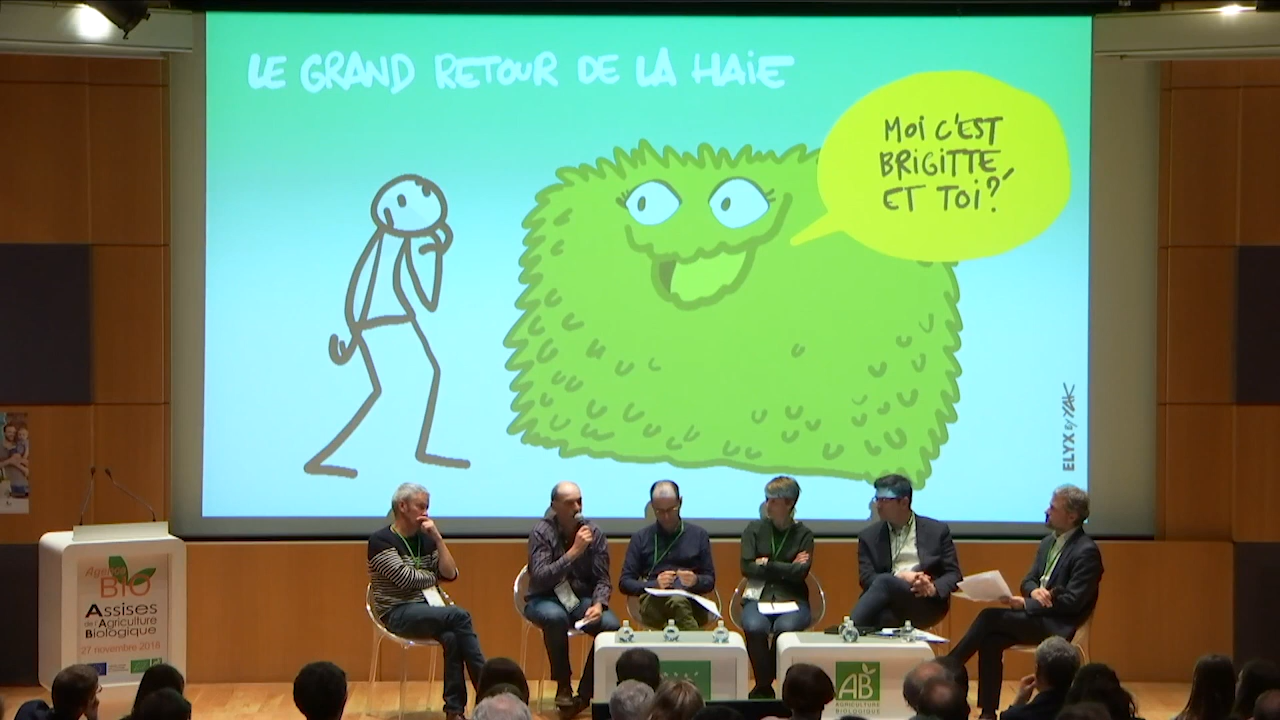 LE GRAND RETOUR DE LA HAIE
MOI C'EST
BRIGITTE,
ET TOI?
ELYX by YAK
BIO
ASSISES
DE L'AGRICULTURE
BIOLOGIQUE
27 novembre 2018
AB
AGRICULTURE
BIOLOGIQUE